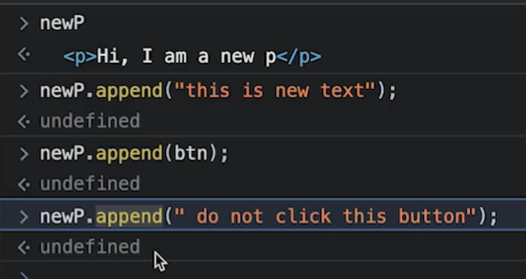 > newP
<· <p>Hi, I am a new p</p>
> newP.append("this is new text");
<· undefined
> newP.append(btn);
<· undefined
> newP.append(" do not click this button");
<· undefined